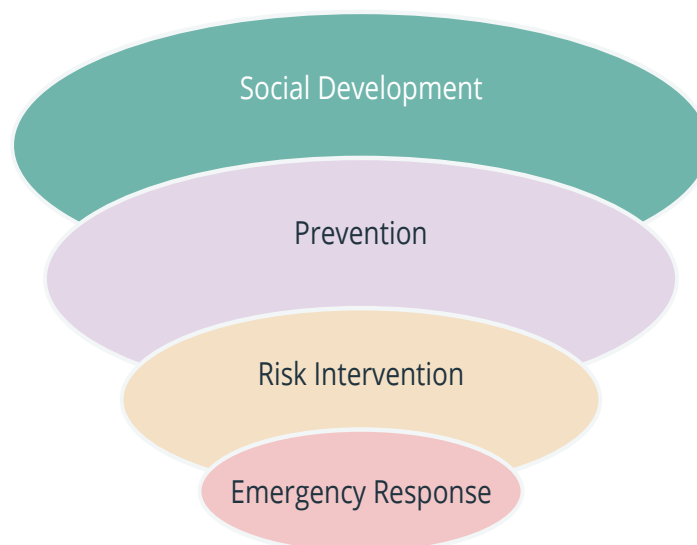 Social Development
Prevention
Risk Intervention
Emergency Response